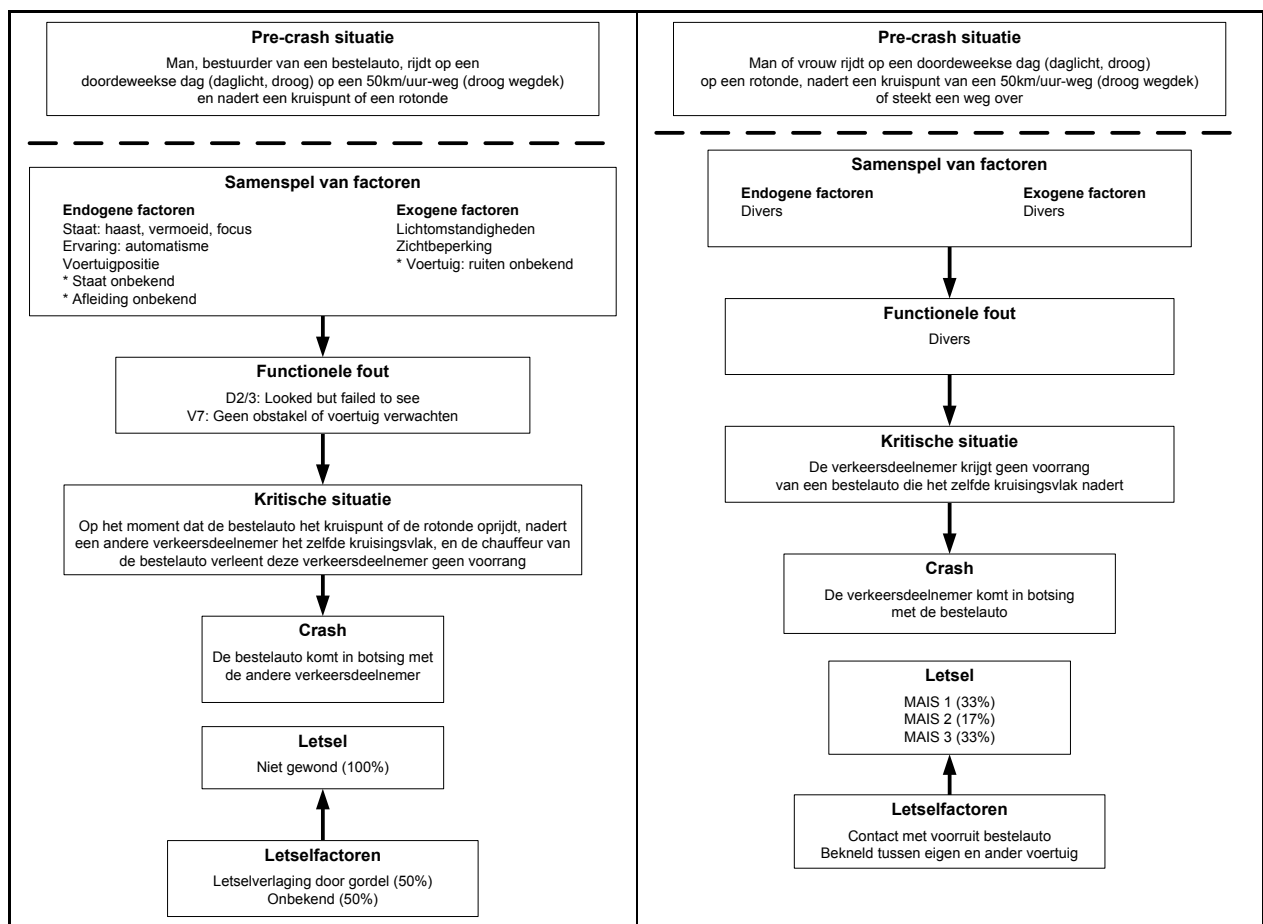 Pre-crash situatie
Man, bestuurder van een bestelauto, rijdt op een
doordeweekse dag (daglicht, droog) op een 50km/uur-weg (droog wegdek)
en nadert een kruispunt of een rotonde
Samenspel van factoren
Endogene factoren
Staat: haast, vermoeid, focus
Ervaring: automatisme
Voertuigpositie
* Staat onbekend
* Afleiding onbekend
Exogene factoren
Lichtomstandigheden
Zichtbeperking
* Voertuig: ruiten onbekend
Functionele fout
D2/3: Looked but failed to see
V7: Geen obstakel of voertuig verwachten
Kritische situatie
Op het moment dat de bestelauto het kruispunt of de rotonde oprijdt, nadert
een andere verkeersdeelnemer het zelfde kruisingsvlak, en de chauffeur van
de bestelauto verleent deze verkeersdeelnemer geen voorrang
Crash
De bestelauto komt in botsing met
de andere verkeersdeelnemer
Letsel
Niet gewond (100%)
Letselfactoren
Letselverlaging door gordel (50%)
Onbekend (50%)
Pre-crash situatie
Man of vrouw rijdt op een doordeweekse dag (daglicht, droog)
op een rotonde, nadert een kruispunt van een 50km/uur-weg (droog wegdek)
of steekt een weg over
Samenspel van factoren
Endogene factoren
Divers
Exogene factoren
Divers
Functionele fout
Divers
Kritische situatie
De verkeersdeelnemer krijgt geen voorrang
van een bestelauto die het zelfde kruisingsvlak nadert
Crash
De verkeersdeelnemer komt in botsing
met de bestelauto
Letsel
MAIS 1 (33%)
MAIS 2 (17%)
MAIS 3 (33%)
Letselfactoren
Contact met voorruit bestelauto
Bekneld tussen eigen en ander voertuig